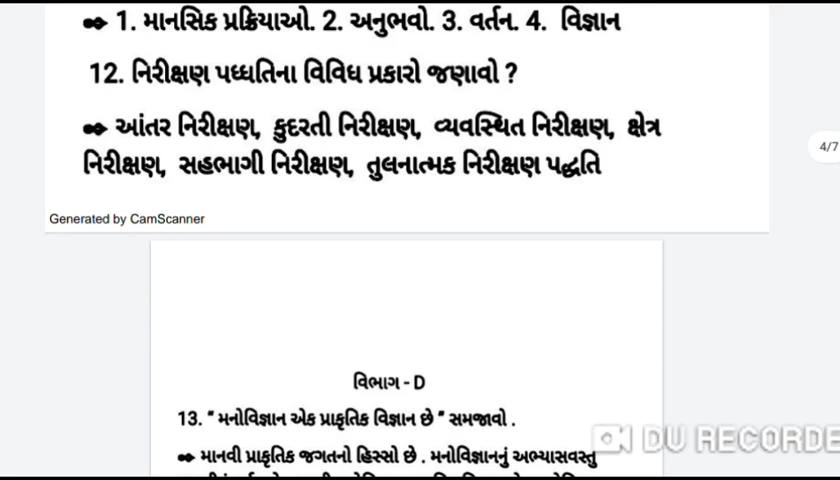 ➻ 1. માનસિક પ્રક્રિયાઓ. 2. અનુભવો. 3. વર્તન. 4. વિજ્ઞાન
12. નિરીક્ષણ પધ્ધતિના વિવિધ પ્રકારો જણાવો ?
➻ આંતર નિરીક્ષણ, કુદરતી નિરીક્ષણ, વ્યવસ્થિત નિરીક્ષણ, ક્ષેત્ર
નિરીક્ષણ, સહભાગી નિરીક્ષણ, તુલનાત્મક નિરીક્ષણ પદ્ધતિ
4/7
Generated by CamScanner
વિભાગ - D
13. " મનોવિજ્ઞાન એક પ્રાકૃતિક વિજ્ઞાન છે " સમજાવો .
DU RECORDE
➻ માનવી પ્રાકૃતિક જગતનો હિસ્સો છે . મનોવિજ્ઞાનનું અભ્યાસવસ્તુ